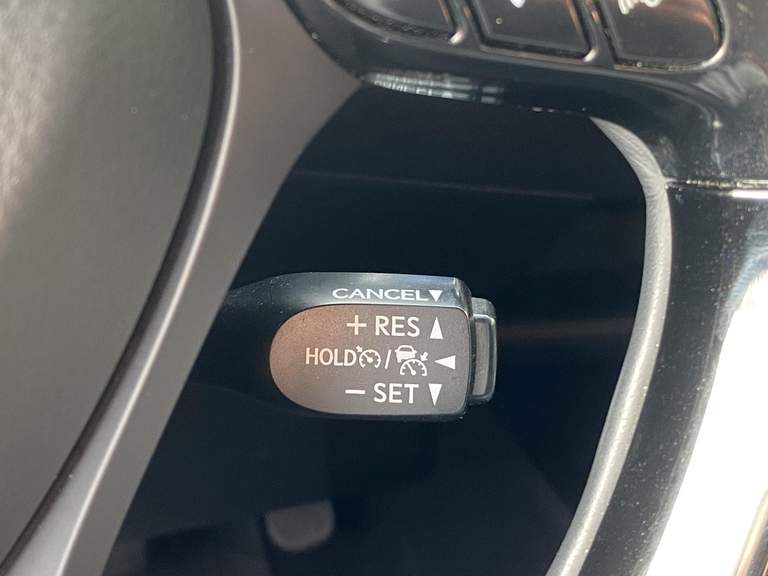 CANCEL▼
+ RES ▲
HOLD / ◄
− SET ▼